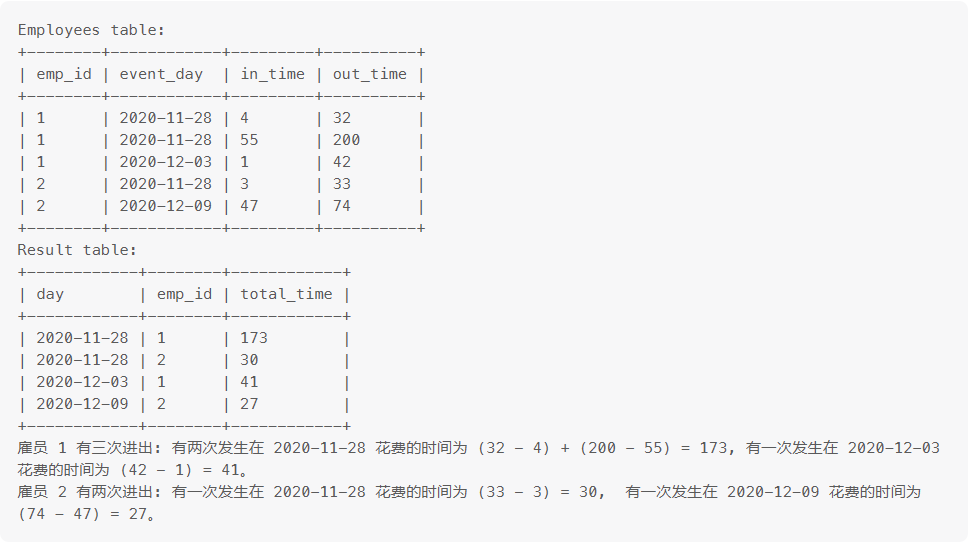 Employees table:
+--------+------------+---------+----------+
| emp_id | event_day  | in_time | out_time |
+--------+------------+---------+----------+
| 1      | 2020-11-28 | 4       | 32       |
| 1      | 2020-11-28 | 55      | 200      |
| 1      | 2020-12-03 | 1       | 42       |
| 2      | 2020-11-28 | 3       | 33       |
| 2      | 2020-12-09 | 47      | 74       |
+--------+------------+---------+----------+
Result table:
+------------+--------+------------+
| day        | emp_id | total_time |
+------------+--------+------------+
| 2020-11-28 | 1      | 173        |
| 2020-11-28 | 2      | 30         |
| 2020-12-03 | 1      | 41         |
| 2020-12-09 | 2      | 27         |
+------------+--------+------------+
雇员 1 有三次进出: 有两次发生在 2020-11-28 花费的时间为 (32 - 4) + (200 - 55) = 173, 有一次发生在 2020-12-03
花费的时间为 (42 - 1) = 41。
雇员 2 有两次进出: 有一次发生在 2020-11-28 花费的时间为 (33 - 3) = 30,  有一次发生在 2020-12-09 花费的时间为
(74 - 47) = 27。